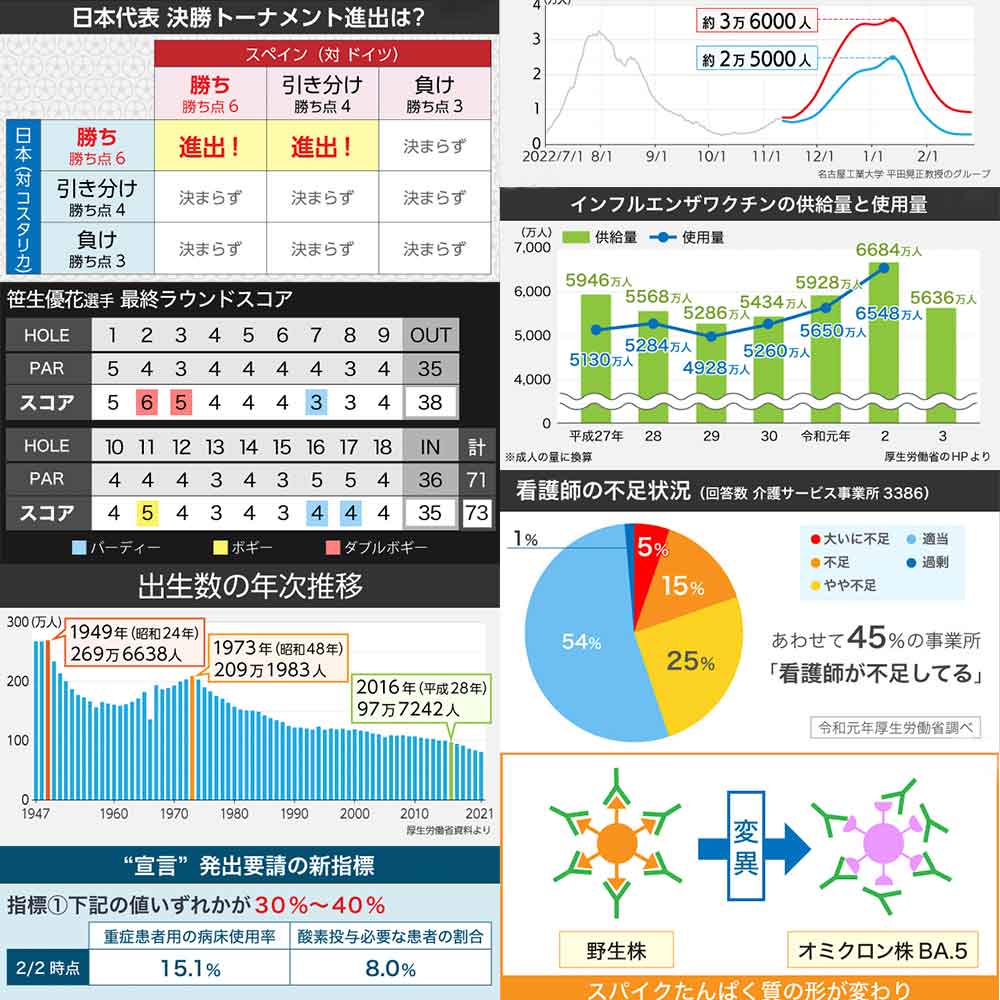 日本代表 決勝トーナメント進出は?
スペイン（対 ドイツ）
勝ち 引き分け 負け
勝ち点 6 勝ち点 4 勝ち点 3
日本（対コスタリカ）
勝ち
勝ち点 6
進出！ 進出！ 決まらず
引き分け
勝ち点 4
決まらず 決まらず 決まらず
負け
勝ち点 3
決まらず 決まらず 決まらず
笹生優花選手 最終ラウンドスコア
HOLE 1 2 3 4 5 6 7 8 9 OUT
PAR 5 4 3 4 4 4 4 3 4 35
スコア 5 6 5 4 4 4 3 3 4 38
HOLE 10 11 12 13 14 15 16 17 18 IN 計
PAR 4 4 4 3 4 3 5 5 4 36 71
スコア 4 5 4 3 4 3 4 4 4 35 73
バーディー ボギー ダブルボギー
出生数の年次推移
300 (万人)
200
100
0
1949年（昭和24年）
269万6638人
1973年（昭和48年）
209万1983人
2016年（平成28年）
97万7242人
1947 1960 1970 1980 1990 2000 2010 2021
厚生労働省資料より
“宣言” 発出要請の新指標
指標①下記の値いずれかが 30%～40%
重症患者用の病床使用率 酸素投与必要な患者の割合
2/2 時点 15.1% 8.0%
4 (万人)
3
2
1
0
約3万6000人
約2万5000人
2022/7/1 8/1 9/1 10/1 11/1 12/1 1/1 2/1
名古屋工業大学 平田晃正教授のグループ
インフルエンザワクチンの供給量と使用量
(万人) 供給量 使用量
7,000
6,000
5,000
4,000
0
5946万人 5568万人 5286万人 5434万人 5928万人 6684万人 5636万人
5130万人 5284万人 4928万人 5260万人 5650万人 6548万人
平成27年 28 29 30 令和元年 2 3
※成人の量に換算 厚生労働省のHPより
看護師の不足状況（回答数 介護サービス事業所 3386）
1%
5%
15%
25%
54%
大いに不足 適当
不足 過剰
やや不足
あわせて45%の事業所
「看護師が不足してる」
令和元年厚生労働省調べ
変異
野生株 オミクロン株 BA.5
スパイクたんぱく質の形が変わり